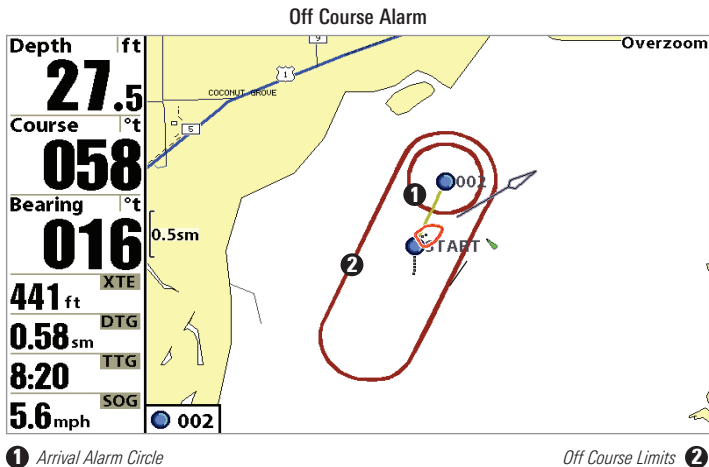 Off Course Alarm
Depth ft
27.5
Course °t
058
Bearing °t
016
441 ft XTE
0.58 sm DTG
8:20 TTG
5.6 mph SOG
Overzoom
9
1
COCONUT GROVE
5
0.5sm
1
002
2
START
002
1 Arrival Alarm Circle
Off Course Limits 2